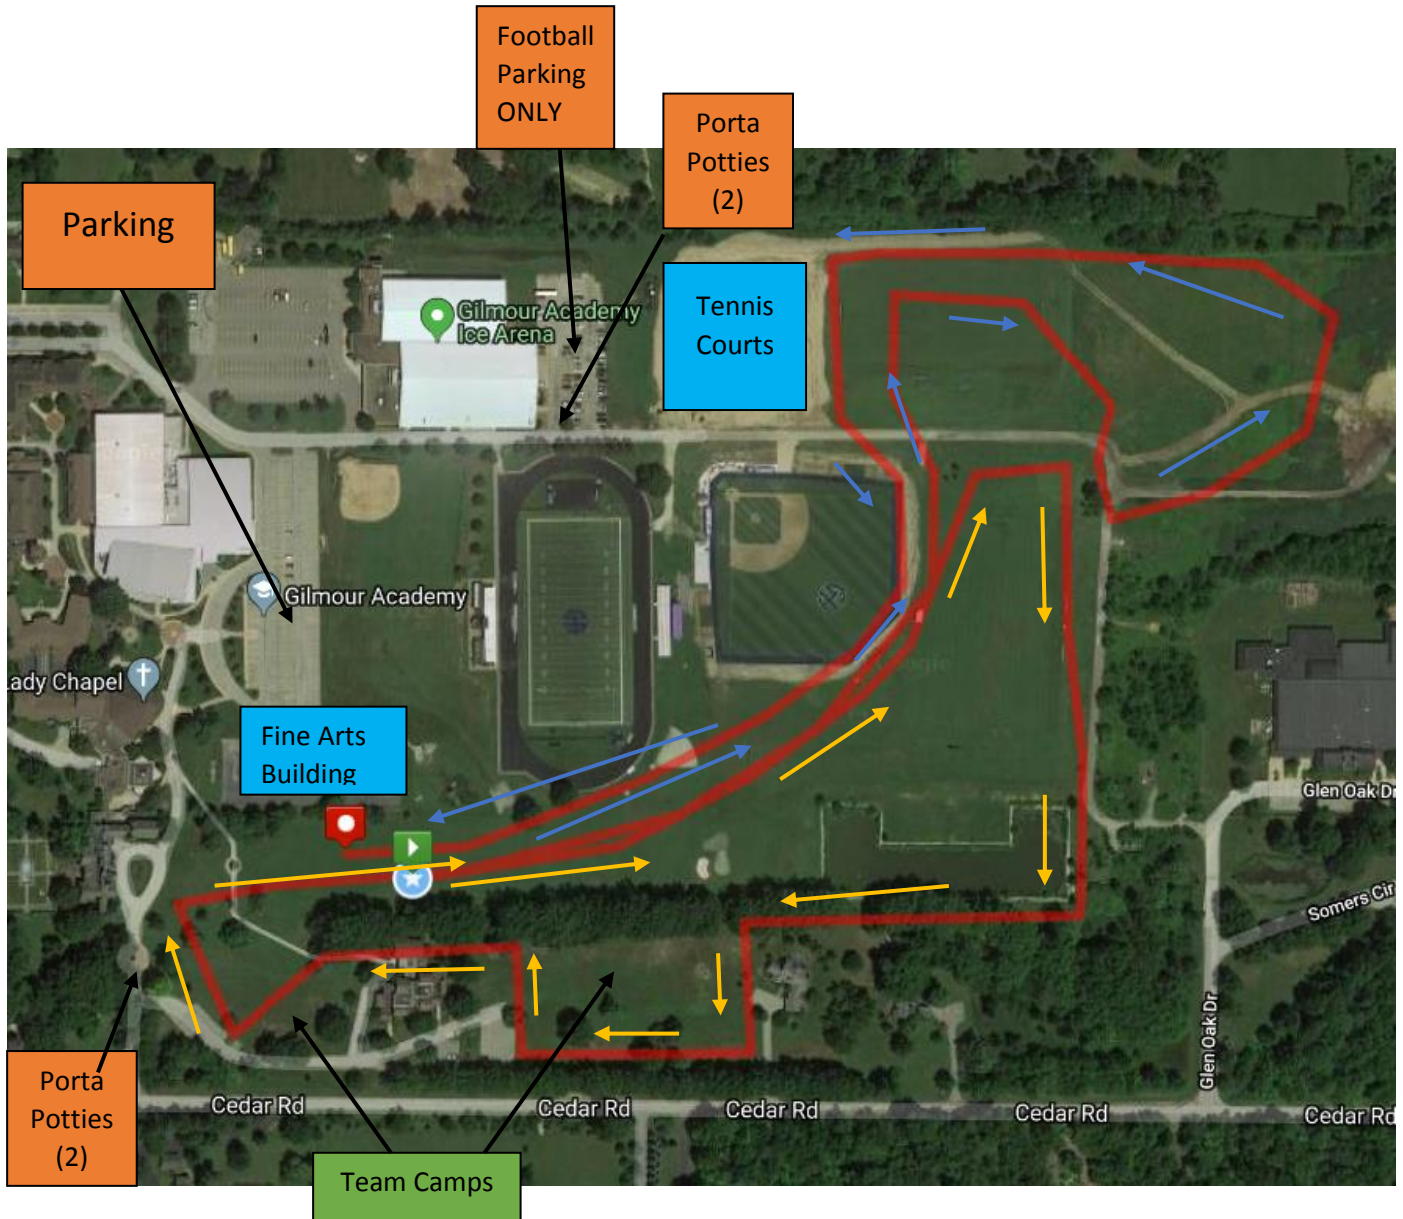 Football
Parking
ONLY
Porta
Potties
(2)
Parking
Tennis
Courts
Gilmour Academy
Ice Arena
Gilmour Academy
ady Chapel
Fine Arts
Building
Glen Oak Dr
Somers Cir
Glen Oak Dr
Porta
Potties
(2)
Cedar Rd
Cedar Rd
Cedar Rd
Cedar Rd
Cedar Rd
Team Camps